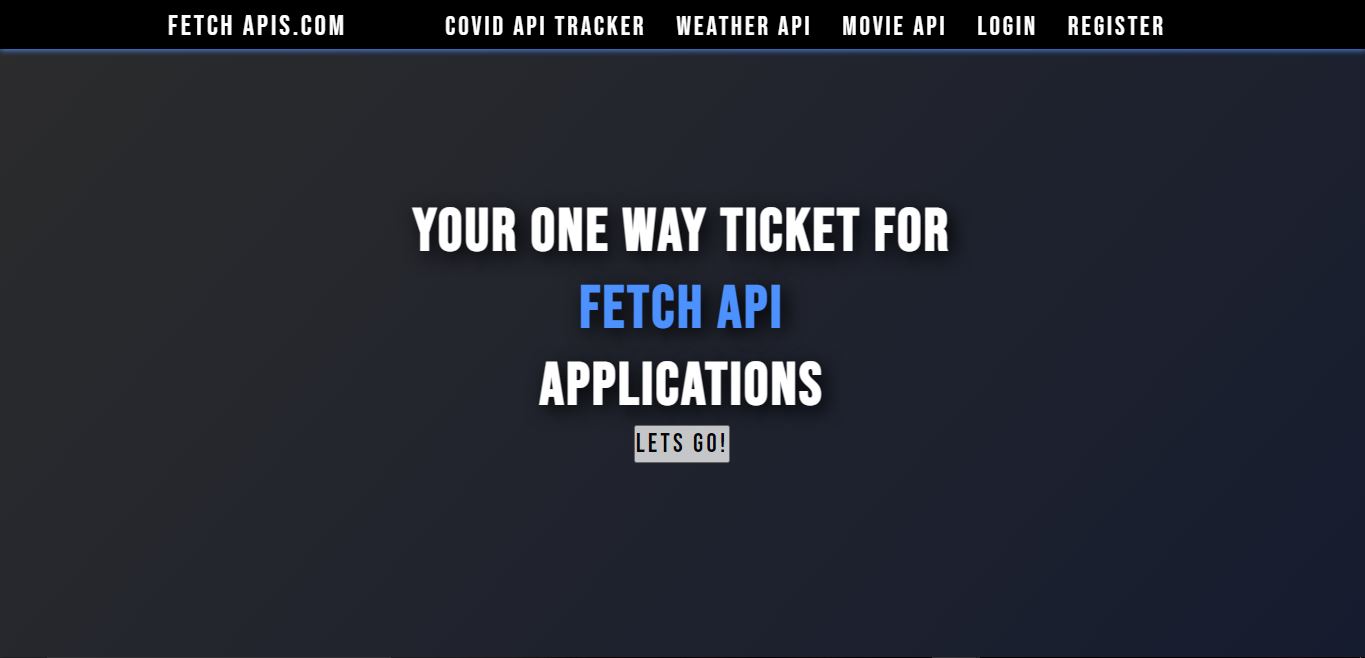 FETCH APIS.COM COVID API TRACKER WEATHER API MOVIE API LOGIN REGISTER
YOUR ONE WAY TICKET FOR
FETCH API
APPLICATIONS
LETS GO!